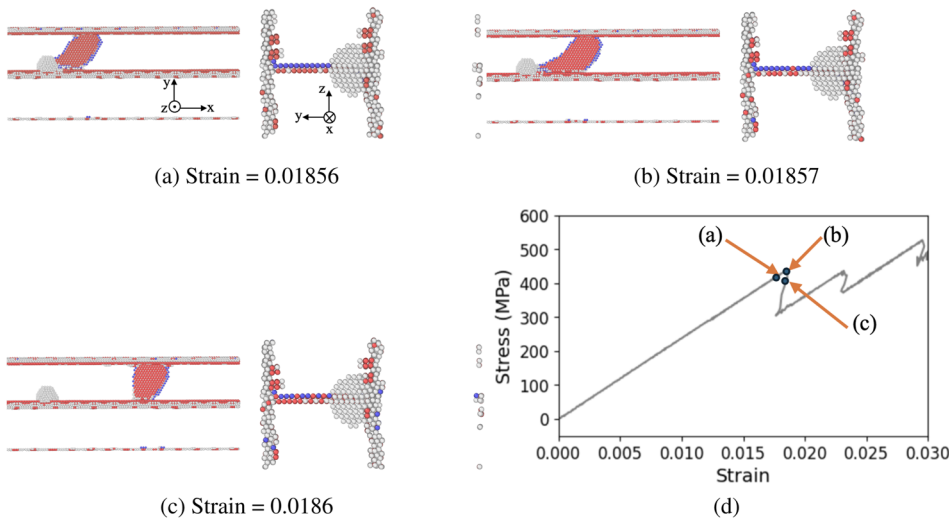 y
z
x
z
y
x
(a) Strain = 0.01856
(b) Strain = 0.01857
(c) Strain = 0.0186
600
500
400
300
200
100
0
Stress (MPa)
(a)
(b)
(c)
0.000 0.005 0.010 0.015 0.020 0.025 0.030
Strain
(d)